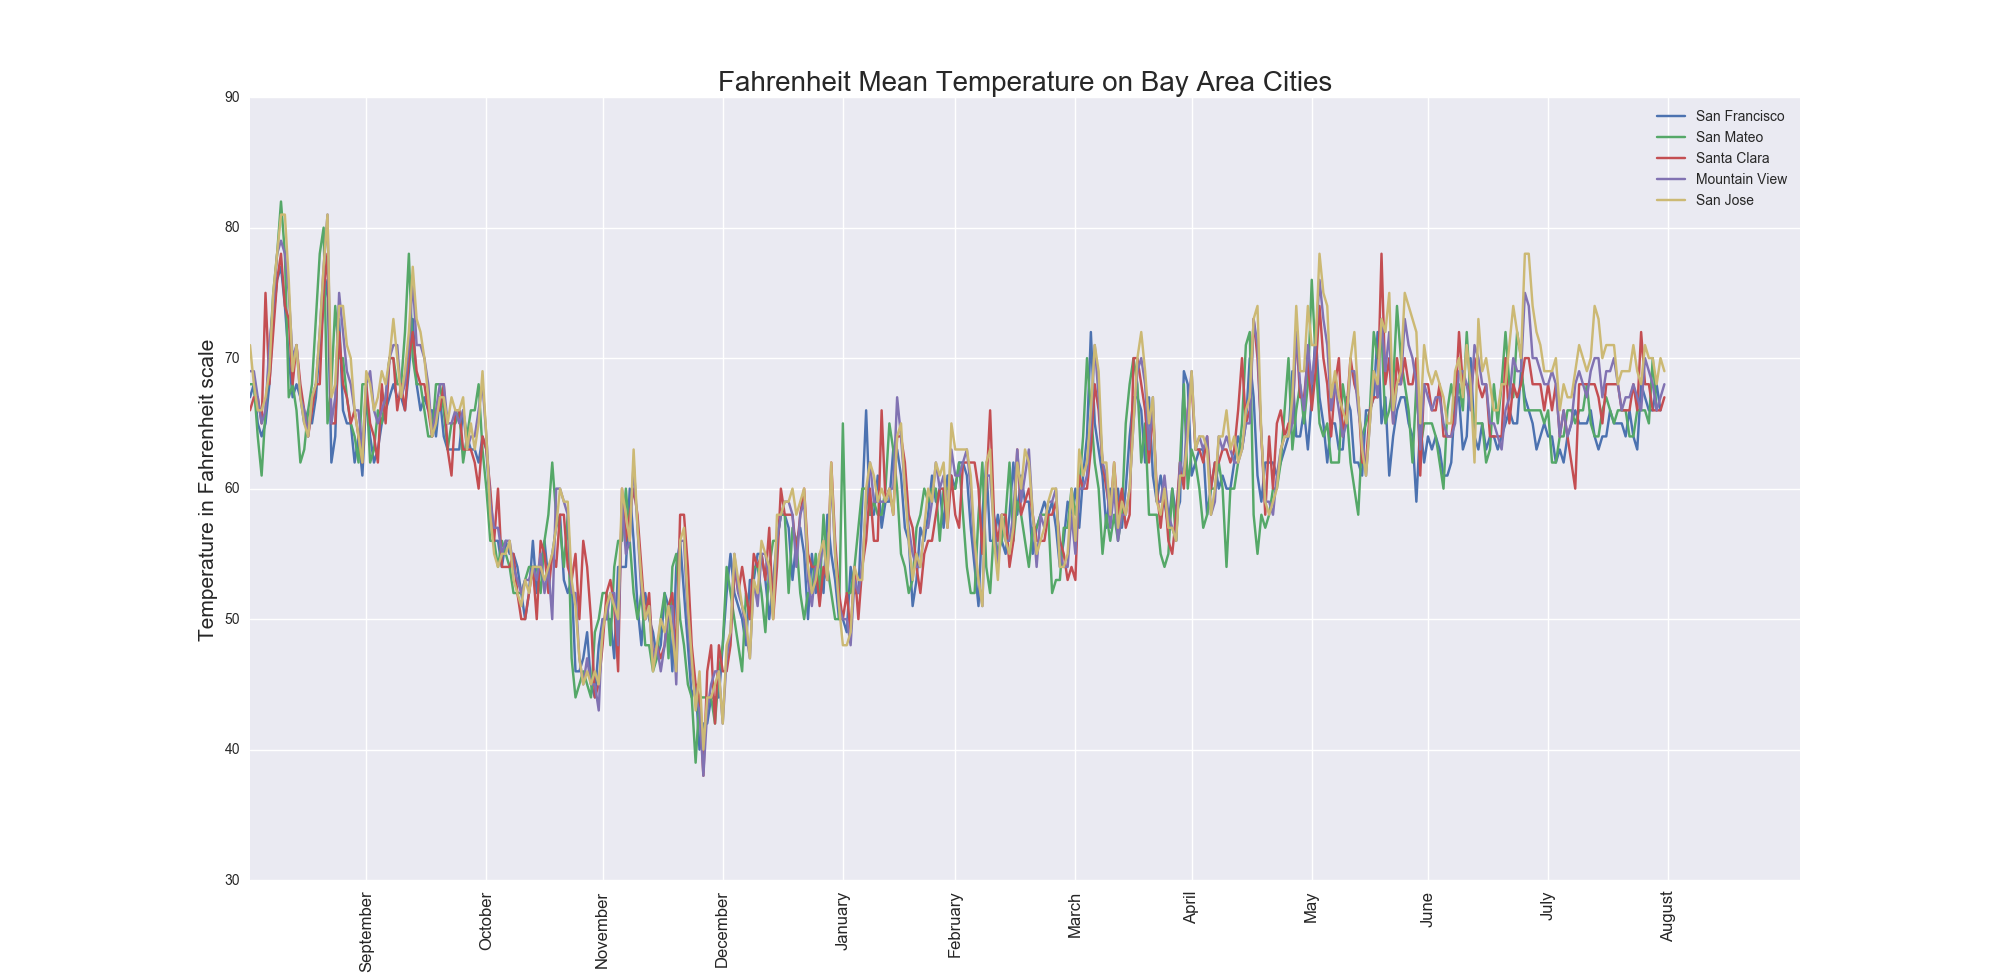 Fahrenheit Mean Temperature on Bay Area Cities
San Francisco
San Mateo
Santa Clara
Mountain View
San Jose
Temperature in Fahrenheit scale
90
80
70
60
50
40
30
September
October
November
December
January
February
March
April
May
June
July
August